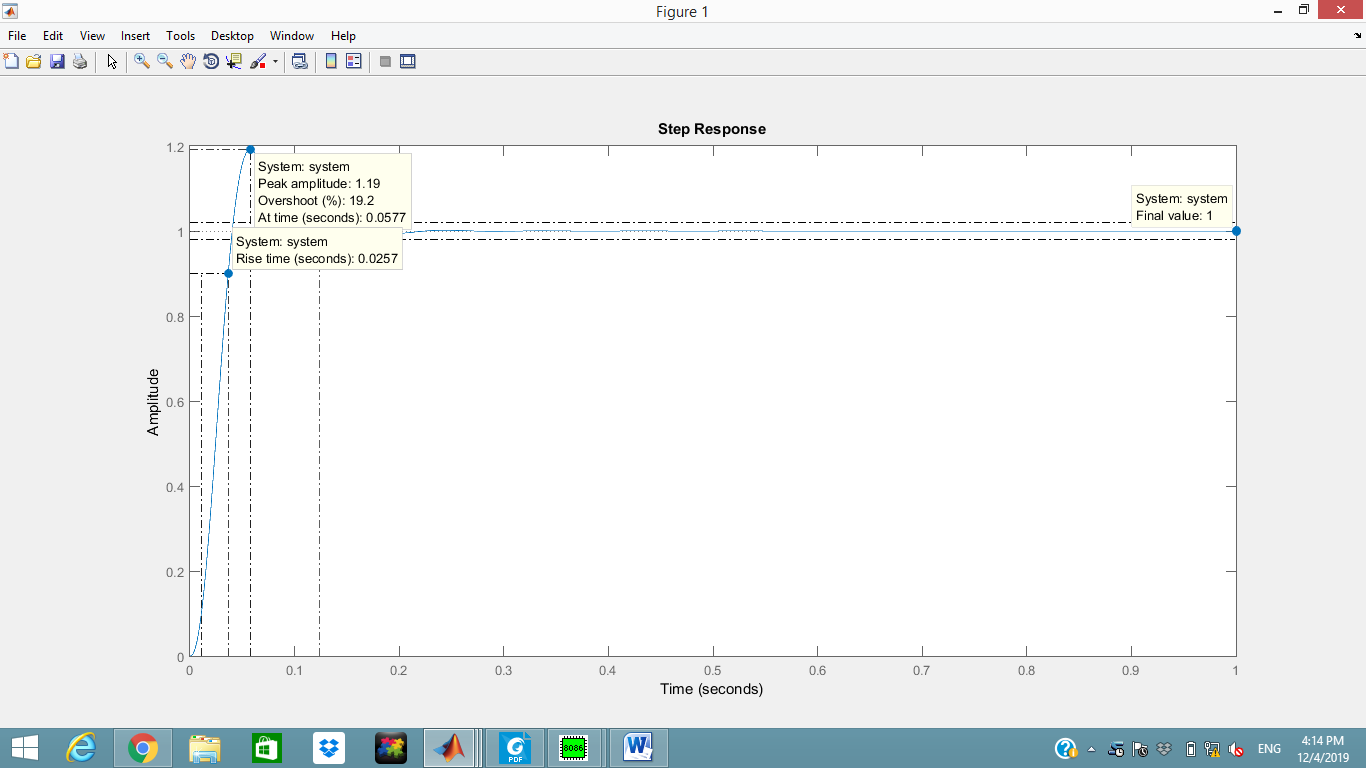 Figure 1
File Edit View Insert Tools Desktop Window Help
Step Response
System: system
Peak amplitude: 1.19
Overshoot (%): 19.2
At time (seconds): 0.0577
System: system
Rise time (seconds): 0.0257
System: system
Final value: 1
Amplitude
1.2
1
0.8
0.6
0.4
0.2
0
0 0.1 0.2 0.3 0.4 0.5 0.6 0.7 0.8 0.9 1
Time (seconds)
PDF
8086
W
ENG
4:14 PM
12/4/2019